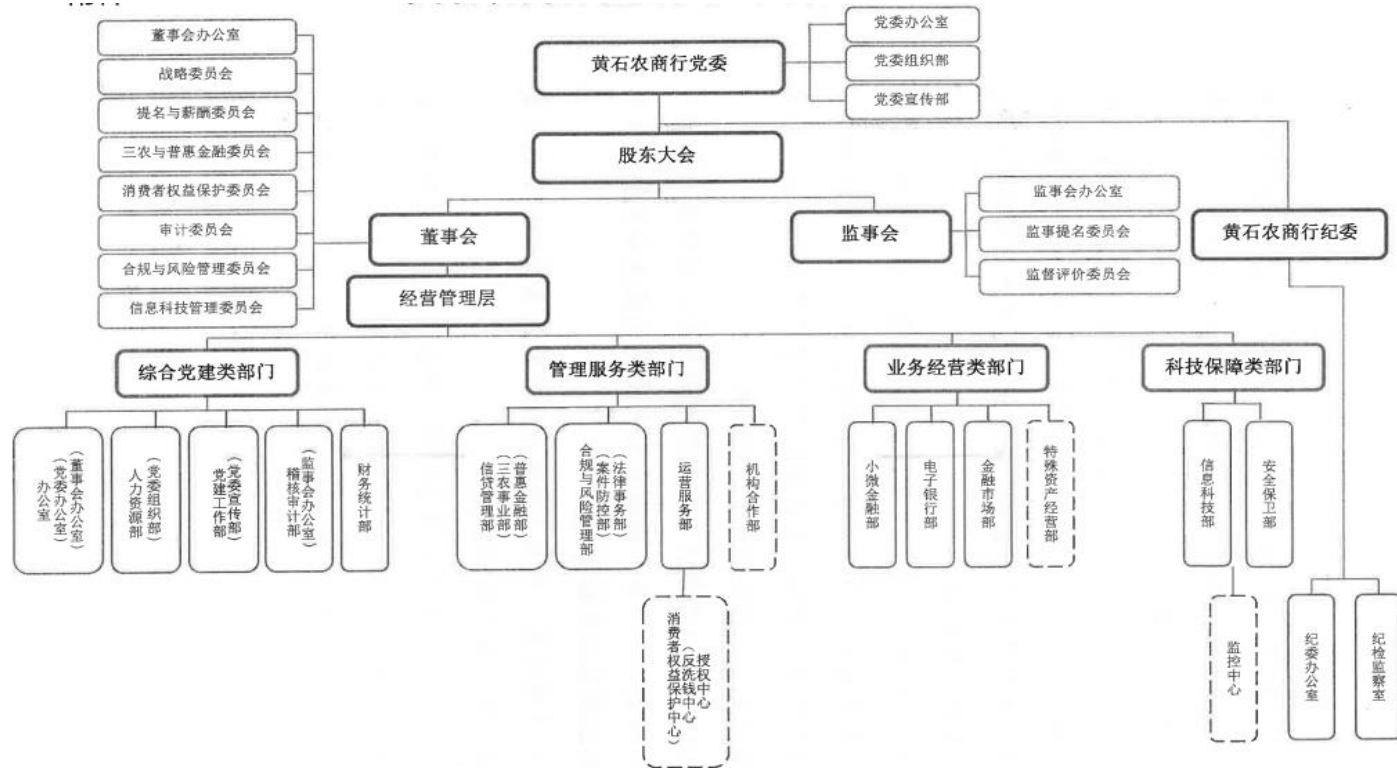 董事会办公室
战略委员会
提名与薪酬委员会
三农与普惠金融委员会
消费者权益保护委员会
审计委员会
合规与风险管理委员会
信息科技管理委员会
黄石农商行党委
党委办公室
党委组织部
党委宣传部
股东大会
董事会
监事会
监事会办公室
监事提名委员会
监督评价委员会
黄石农商行纪委
经营管理层
综合党建类部门
管理服务类部门
业务经营类部门
科技保障类部门
办公室
（党委办公室）
（董事会办公室）
人力资源部
（党委组织部）
党建工作部
（党委宣传部）
稽核审计部
（监事会办公室）
财务统计部
信贷管理部
（三农事业部）
（普惠金融部）
合规与风险管理部
（案件防控部）
（法律事务部）
运营服务部
机构合作部
小微金融部
电子银行部
金融市场部
特殊资产经营部
信息科技部
安全保卫部
授权中心
（反洗钱中心
消费者权益保护中心）
监控中心
纪委办公室
纪检监察室